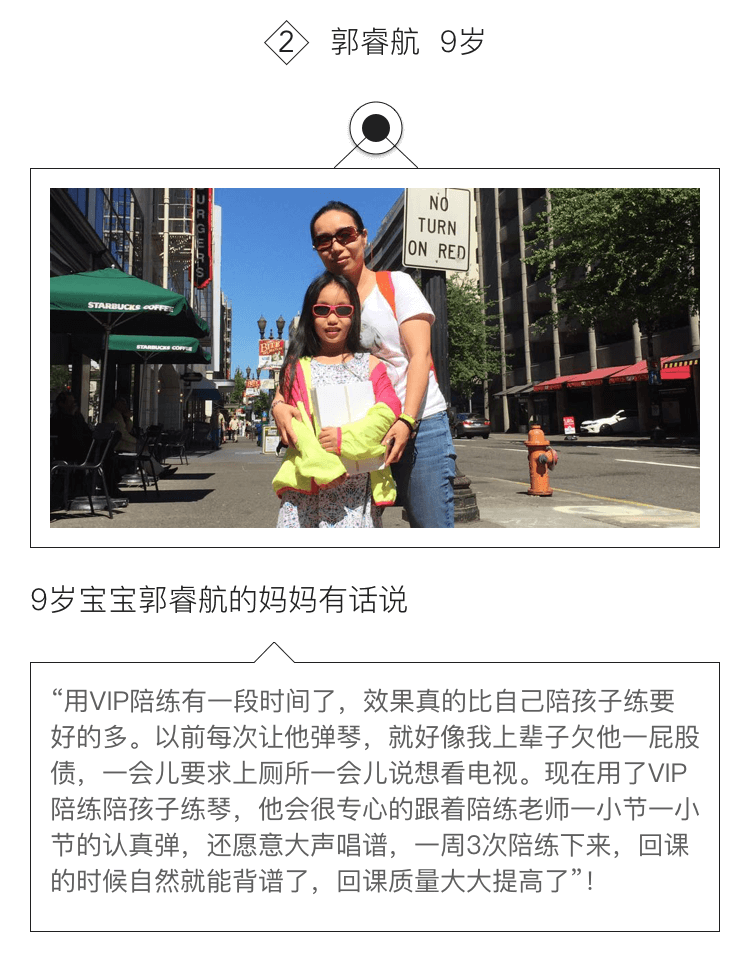 2 郭睿航 9岁
BURGERS
NO
TURN
ON RED
STARBUCKS COFFEE
STARBUCKS COFFEE
9岁宝宝郭睿航的妈妈有话说
“用VIP陪练有一段时间了，效果真的比自己陪孩子练要
好的多。以前每次让他弹琴，就好像我上辈子欠他一屁股
债，一会儿要求上厕所一会儿说想看电视。现在用了VIP
陪练陪孩子练琴，他会很专心的跟着陪练老师一小节一小
节的认真弹，还愿意大声唱谱，一周3次陪练下来，回课
的时候自然就能背谱了，回课质量大大提高了”！